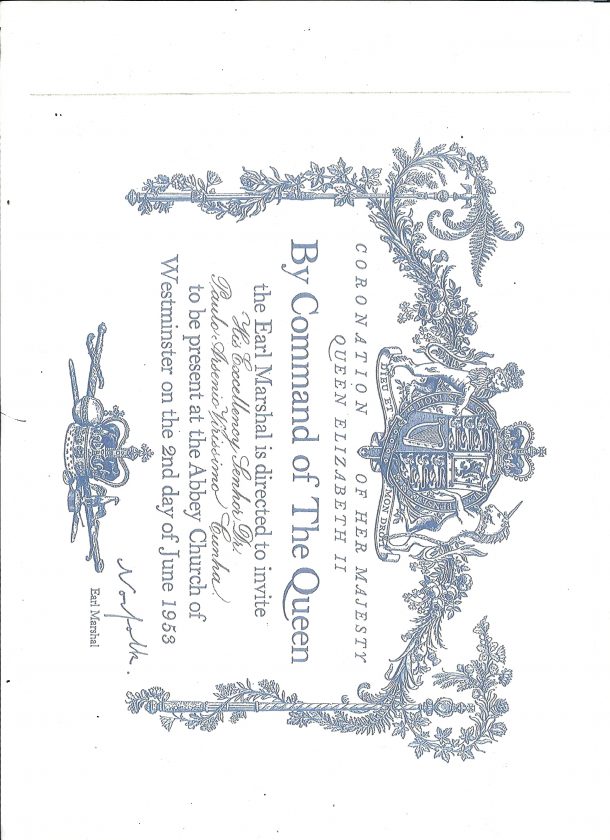 DIEU ET MON DROIT
CORONATION OF HER MAJESTY
QUEEN ELIZABETH II
By Command of The Queen
the Earl Marshal is directed to invite
His Excellency Senhor Dr.
Paulo Arsenio Virissimo Cunha
to be present at the Abbey Church of
Westminster on the 2nd day of June 1953
Norfolk.
Earl Marshal